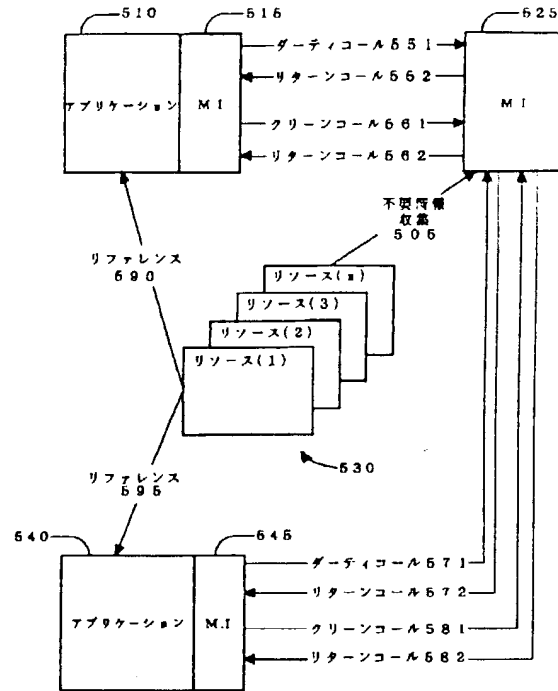 510
515
525
アプリケーション
MI
MI
ダーティコール551
リターンコール552
クリーンコール561
リターンコール562
不要情報
収集
505
リファレンス
590
リソース(n)
リソース(3)
リソース(2)
リソース(1)
530
リファレンス
595
540
545
アプリケーション
M.I
ダーティコール571
リターンコール572
クリーンコール581
リターンコール582